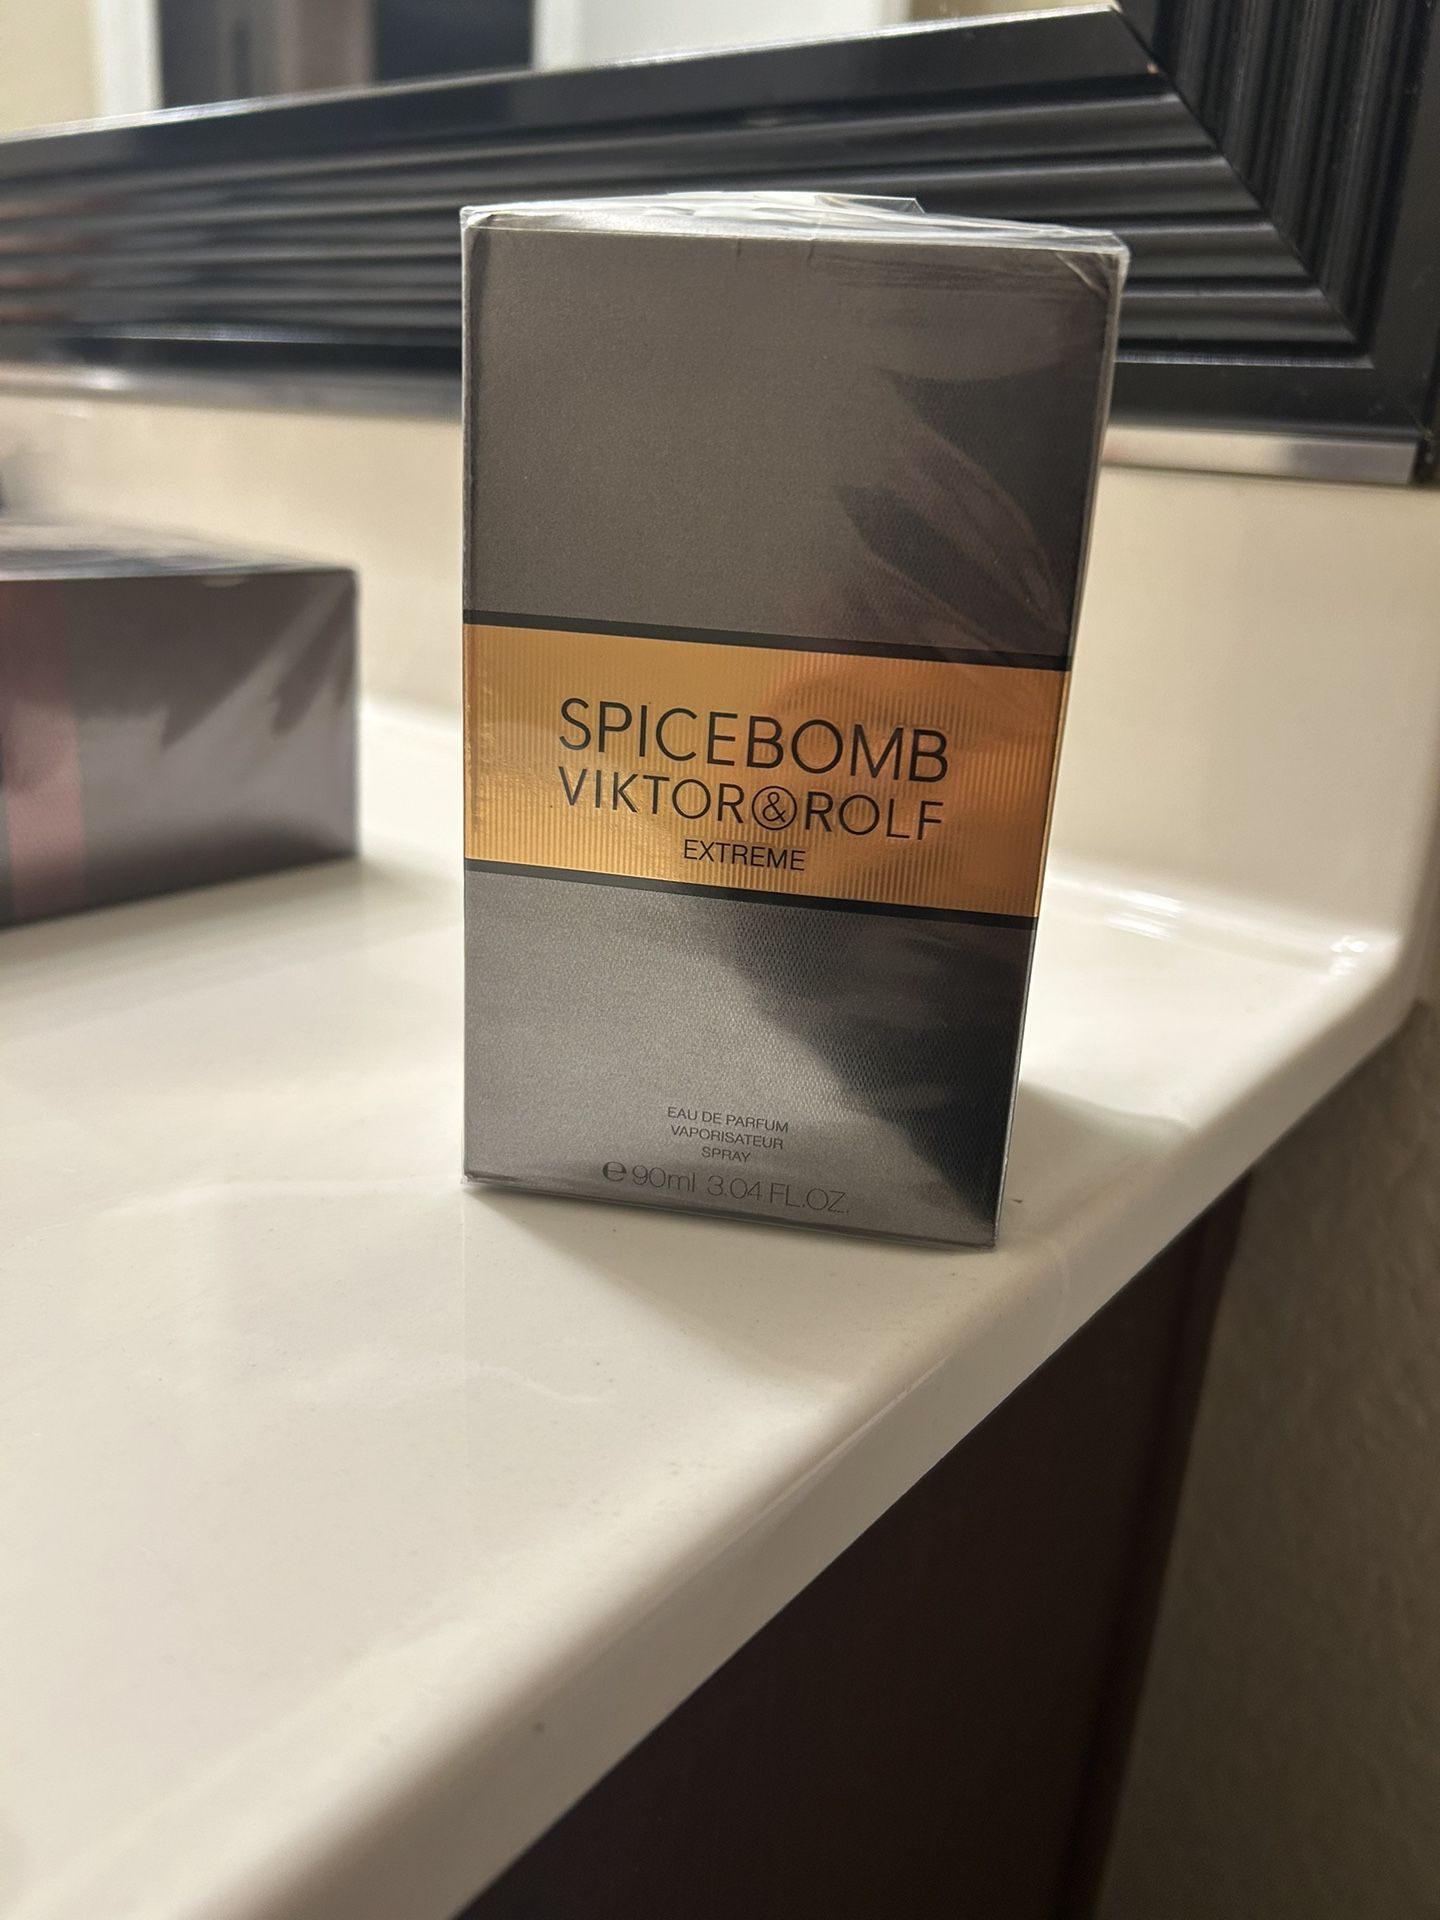 SPICEBOMB
VIKTOR&ROLF
EXTREME
EAU DE PARFUM
VAPORISATEUR
SPRAY
℮ 90ml 3.04 FL.OZ.